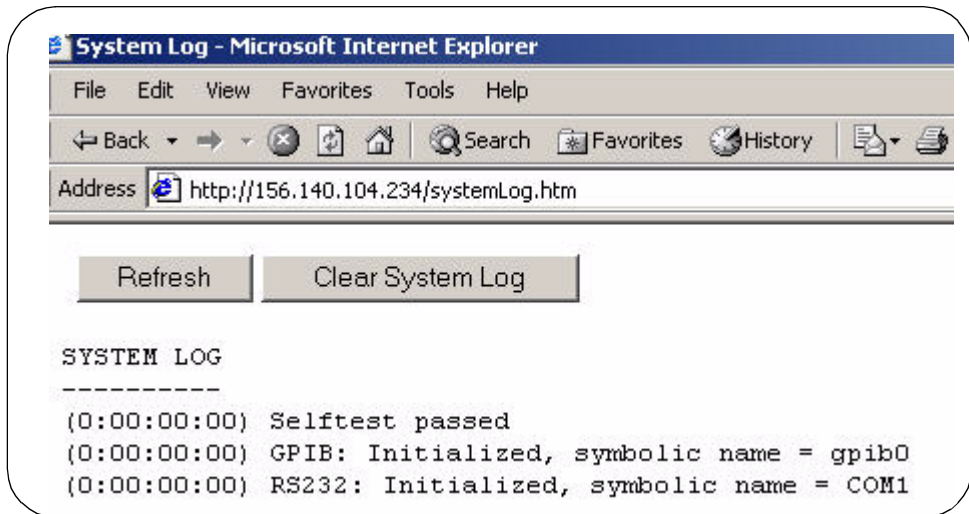 System Log - Microsoft Internet Explorer
File Edit View Favorites Tools Help
Back Search Favorites History
Address http://156.140.104.234/systemLog.htm
Refresh Clear System Log
SYSTEM LOG
----------
(0:00:00:00) Selftest passed
(0:00:00:00) GPIB: Initialized, symbolic name = gpib0
(0:00:00:00) RS232: Initialized, symbolic name = COM1